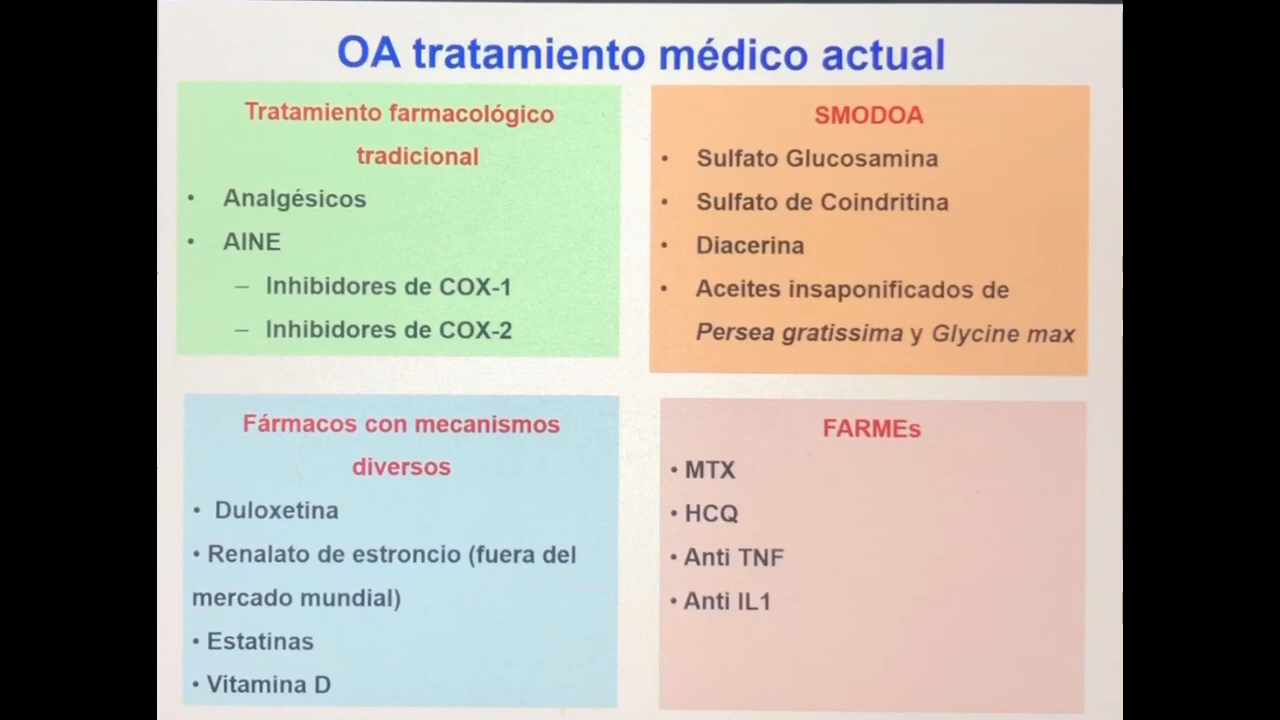 OA tratamiento médico actual
Tratamiento farmacológico
tradicional
• Analgésicos
• AINE
– Inhibidores de COX-1
– Inhibidores de COX-2
SMODOA
• Sulfato Glucosamina
• Sulfato de Coindritina
• Diacerina
• Aceites insaponificados de
Persea gratissima y Glycine max
Fármacos con mecanismos
diversos
• Duloxetina
• Renalato de estroncio (fuera del
mercado mundial)
• Estatinas
• Vitamina D
FARMEs
• MTX
• HCQ
• Anti TNF
• Anti IL1